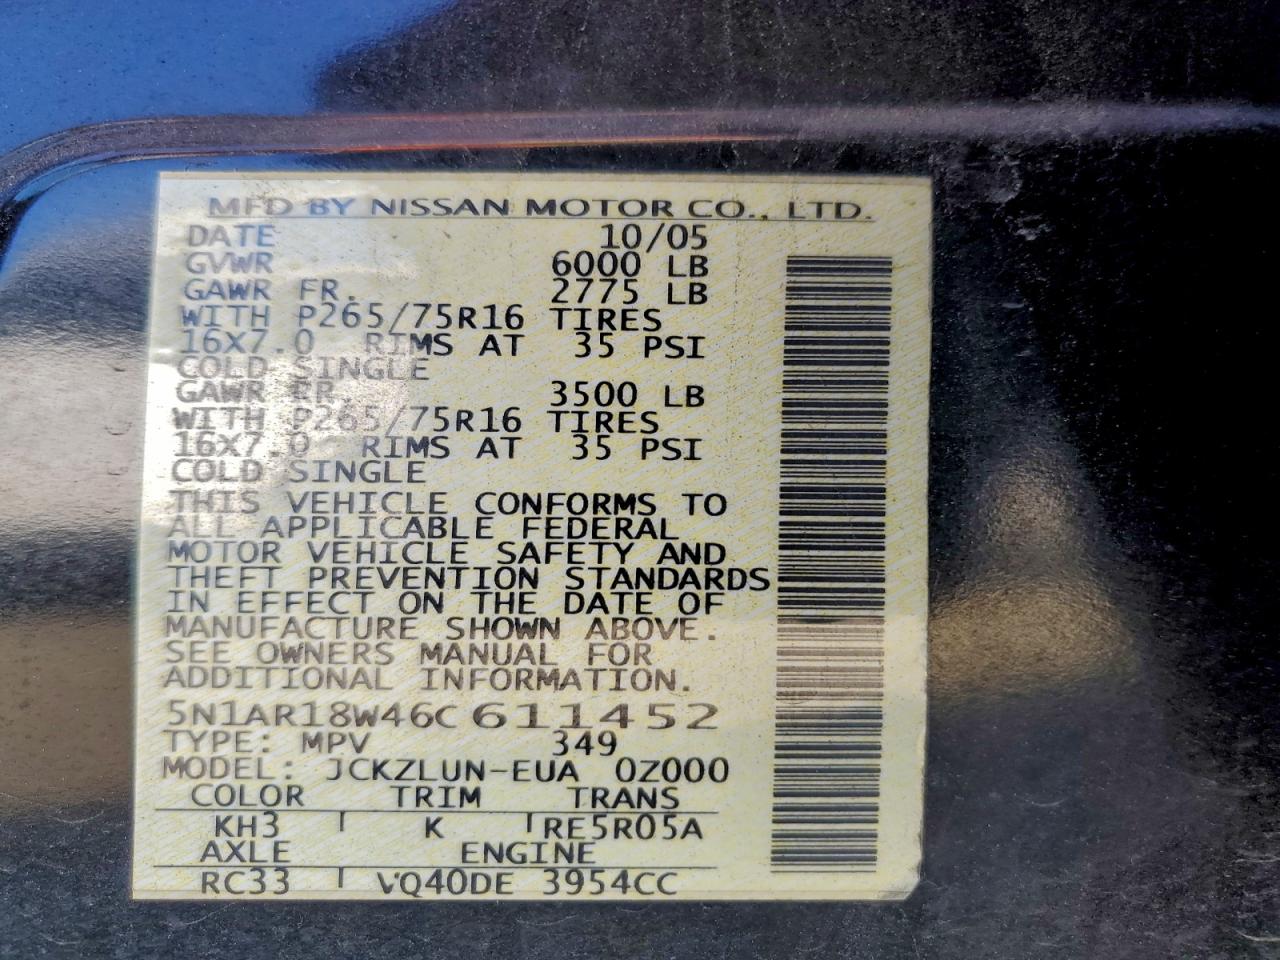 MFD BY NISSAN MOTOR CO., LTD.
DATE 10/05
GVWR 6000 LB
GAWR FR. 2775 LB
WITH P265/75R16 TIRES
16X7.0 RIMS AT 35 PSI
COLD SINGLE
GAWR RR. 3500 LB
WITH P265/75R16 TIRES
16X7.0 RIMS AT 35 PSI
COLD SINGLE
THIS VEHICLE CONFORMS TO
ALL APPLICABLE FEDERAL
MOTOR VEHICLE SAFETY AND
THEFT PREVENTION STANDARDS
IN EFFECT ON THE DATE OF
MANUFACTURE SHOWN ABOVE.
SEE OWNERS MANUAL FOR
ADDITIONAL INFORMATION.
5N1AR18W46C611452
TYPE: MPV 349
MODEL: JCKZLUN-EUA 0Z000
COLOR TRIM TRANS
KH3 K RE5R05A
AXLE ENGINE
RC33 VQ40DE 3954CC